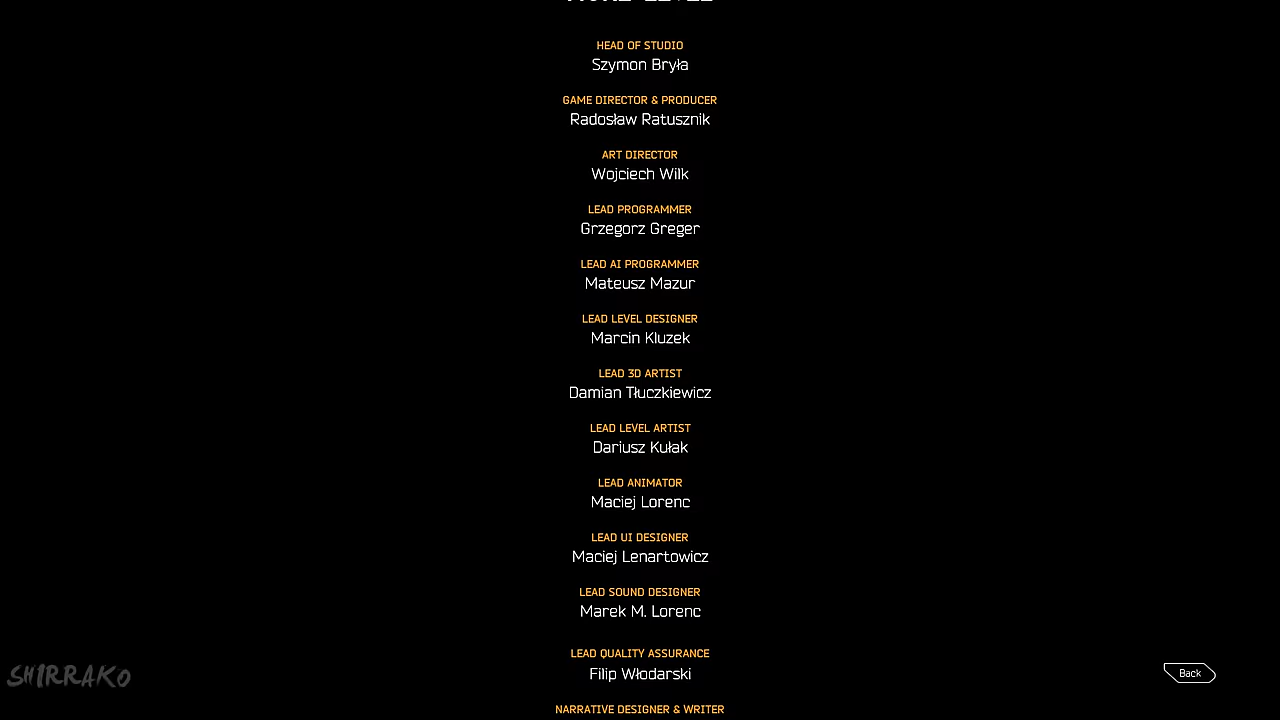 HEAD OF STUDIO
Szymon Bryła
GAME DIRECTOR & PRODUCER
Radosław Ratusznik
ART DIRECTOR
Wojciech Wilk
LEAD PROGRAMMER
Grzegorz Greger
LEAD AI PROGRAMMER
Mateusz Mazur
LEAD LEVEL DESIGNER
Marcin Kluzek
LEAD 3D ARTIST
Damian Tłuczkiewicz
LEAD LEVEL ARTIST
Dariusz Kułak
LEAD ANIMATOR
Maciej Lorenc
LEAD UI DESIGNER
Maciej Lenartowicz
LEAD SOUND DESIGNER
Marek M. Lorenc
LEAD QUALITY ASSURANCE
Filip Włodarski
SHIRRAKO
Back
NARRATIVE DESIGNER & WRITER